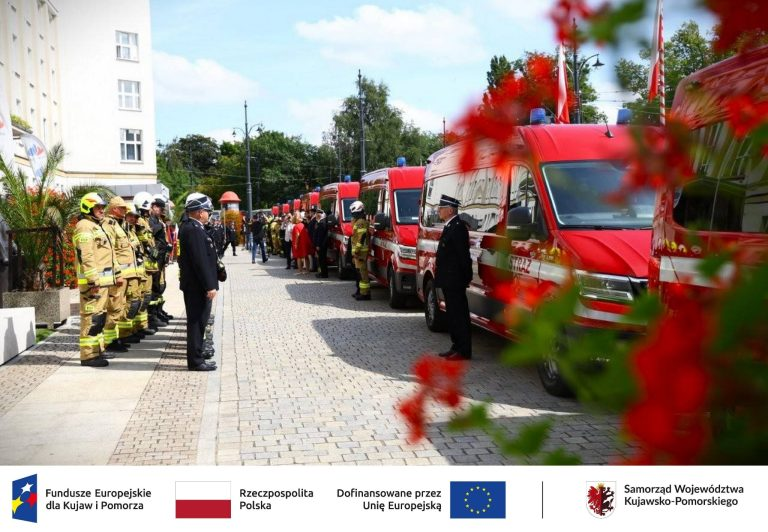 STRAŻ
Fundusze Europejskie
dla Kujaw i Pomorza
Rzeczpospolita
Polska
Dofinansowane przez
Unię Europejską
Samorząd Województwa
Kujawsko-Pomorskiego